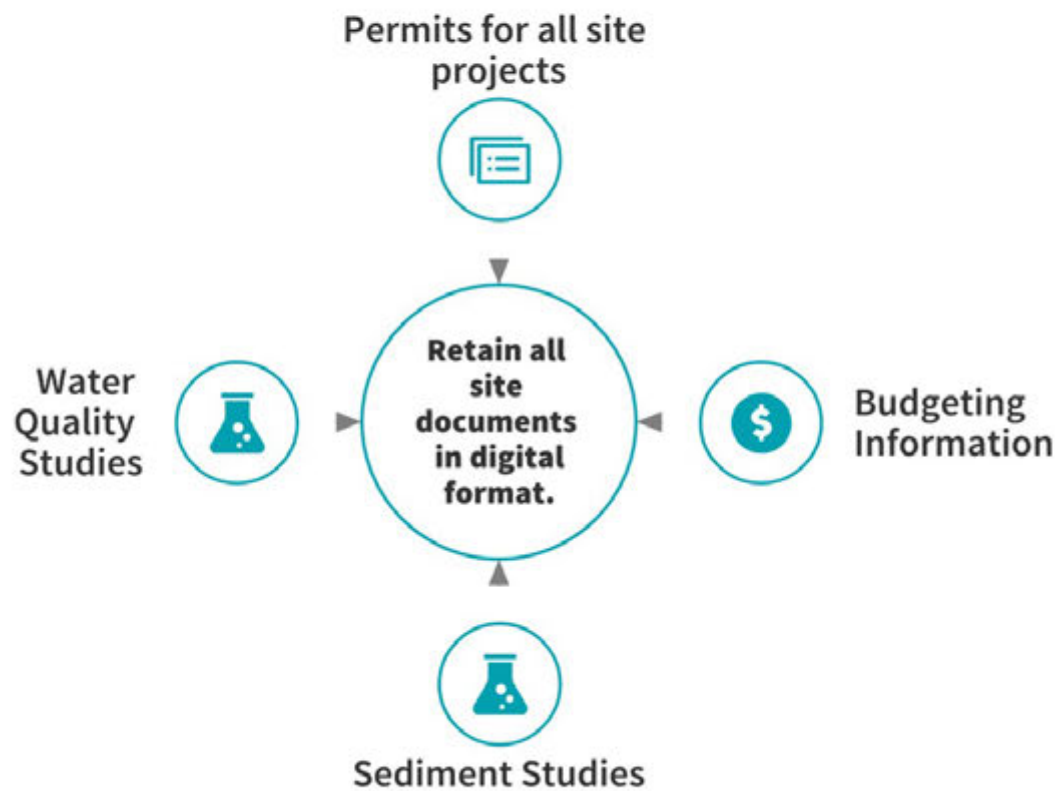 Permits for all site
projects
Retain all
site
documents
in digital
format.
Water
Quality
Studies
$
Budgeting
Information
Sediment Studies